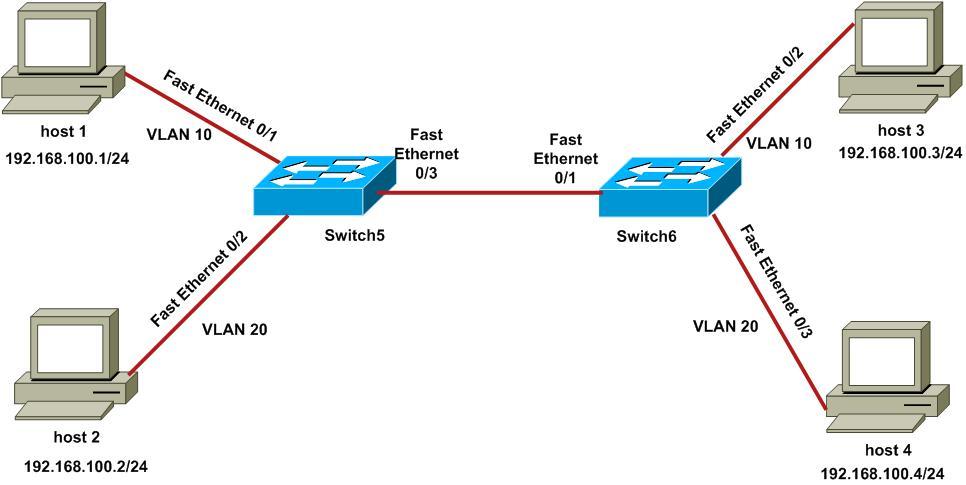 Fast Ethernet 0/1
host 1
VLAN 10
192.168.100.1/24
Fast
Ethernet
0/3
Switch5
Fast Ethernet 0/2
VLAN 20
host 2
192.168.100.2/24
Fast
Ethernet
0/1
Switch6
Fast Ethernet 0/2
VLAN 10
host 3
192.168.100.3/24
Fast Ethernet 0/3
VLAN 20
host 4
192.168.100.4/24